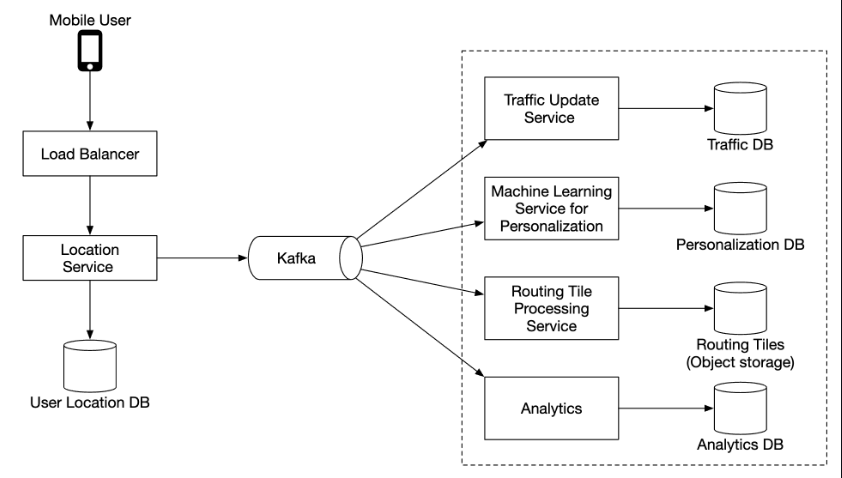 Mobile User
Load Balancer
Location
Service
User Location DB
Kafka
Traffic Update
Service
Traffic DB
Machine Learning
Service for
Personalization
Personalization DB
Routing Tile
Processing
Service
Routing Tiles
(Object storage)
Analytics
Analytics DB